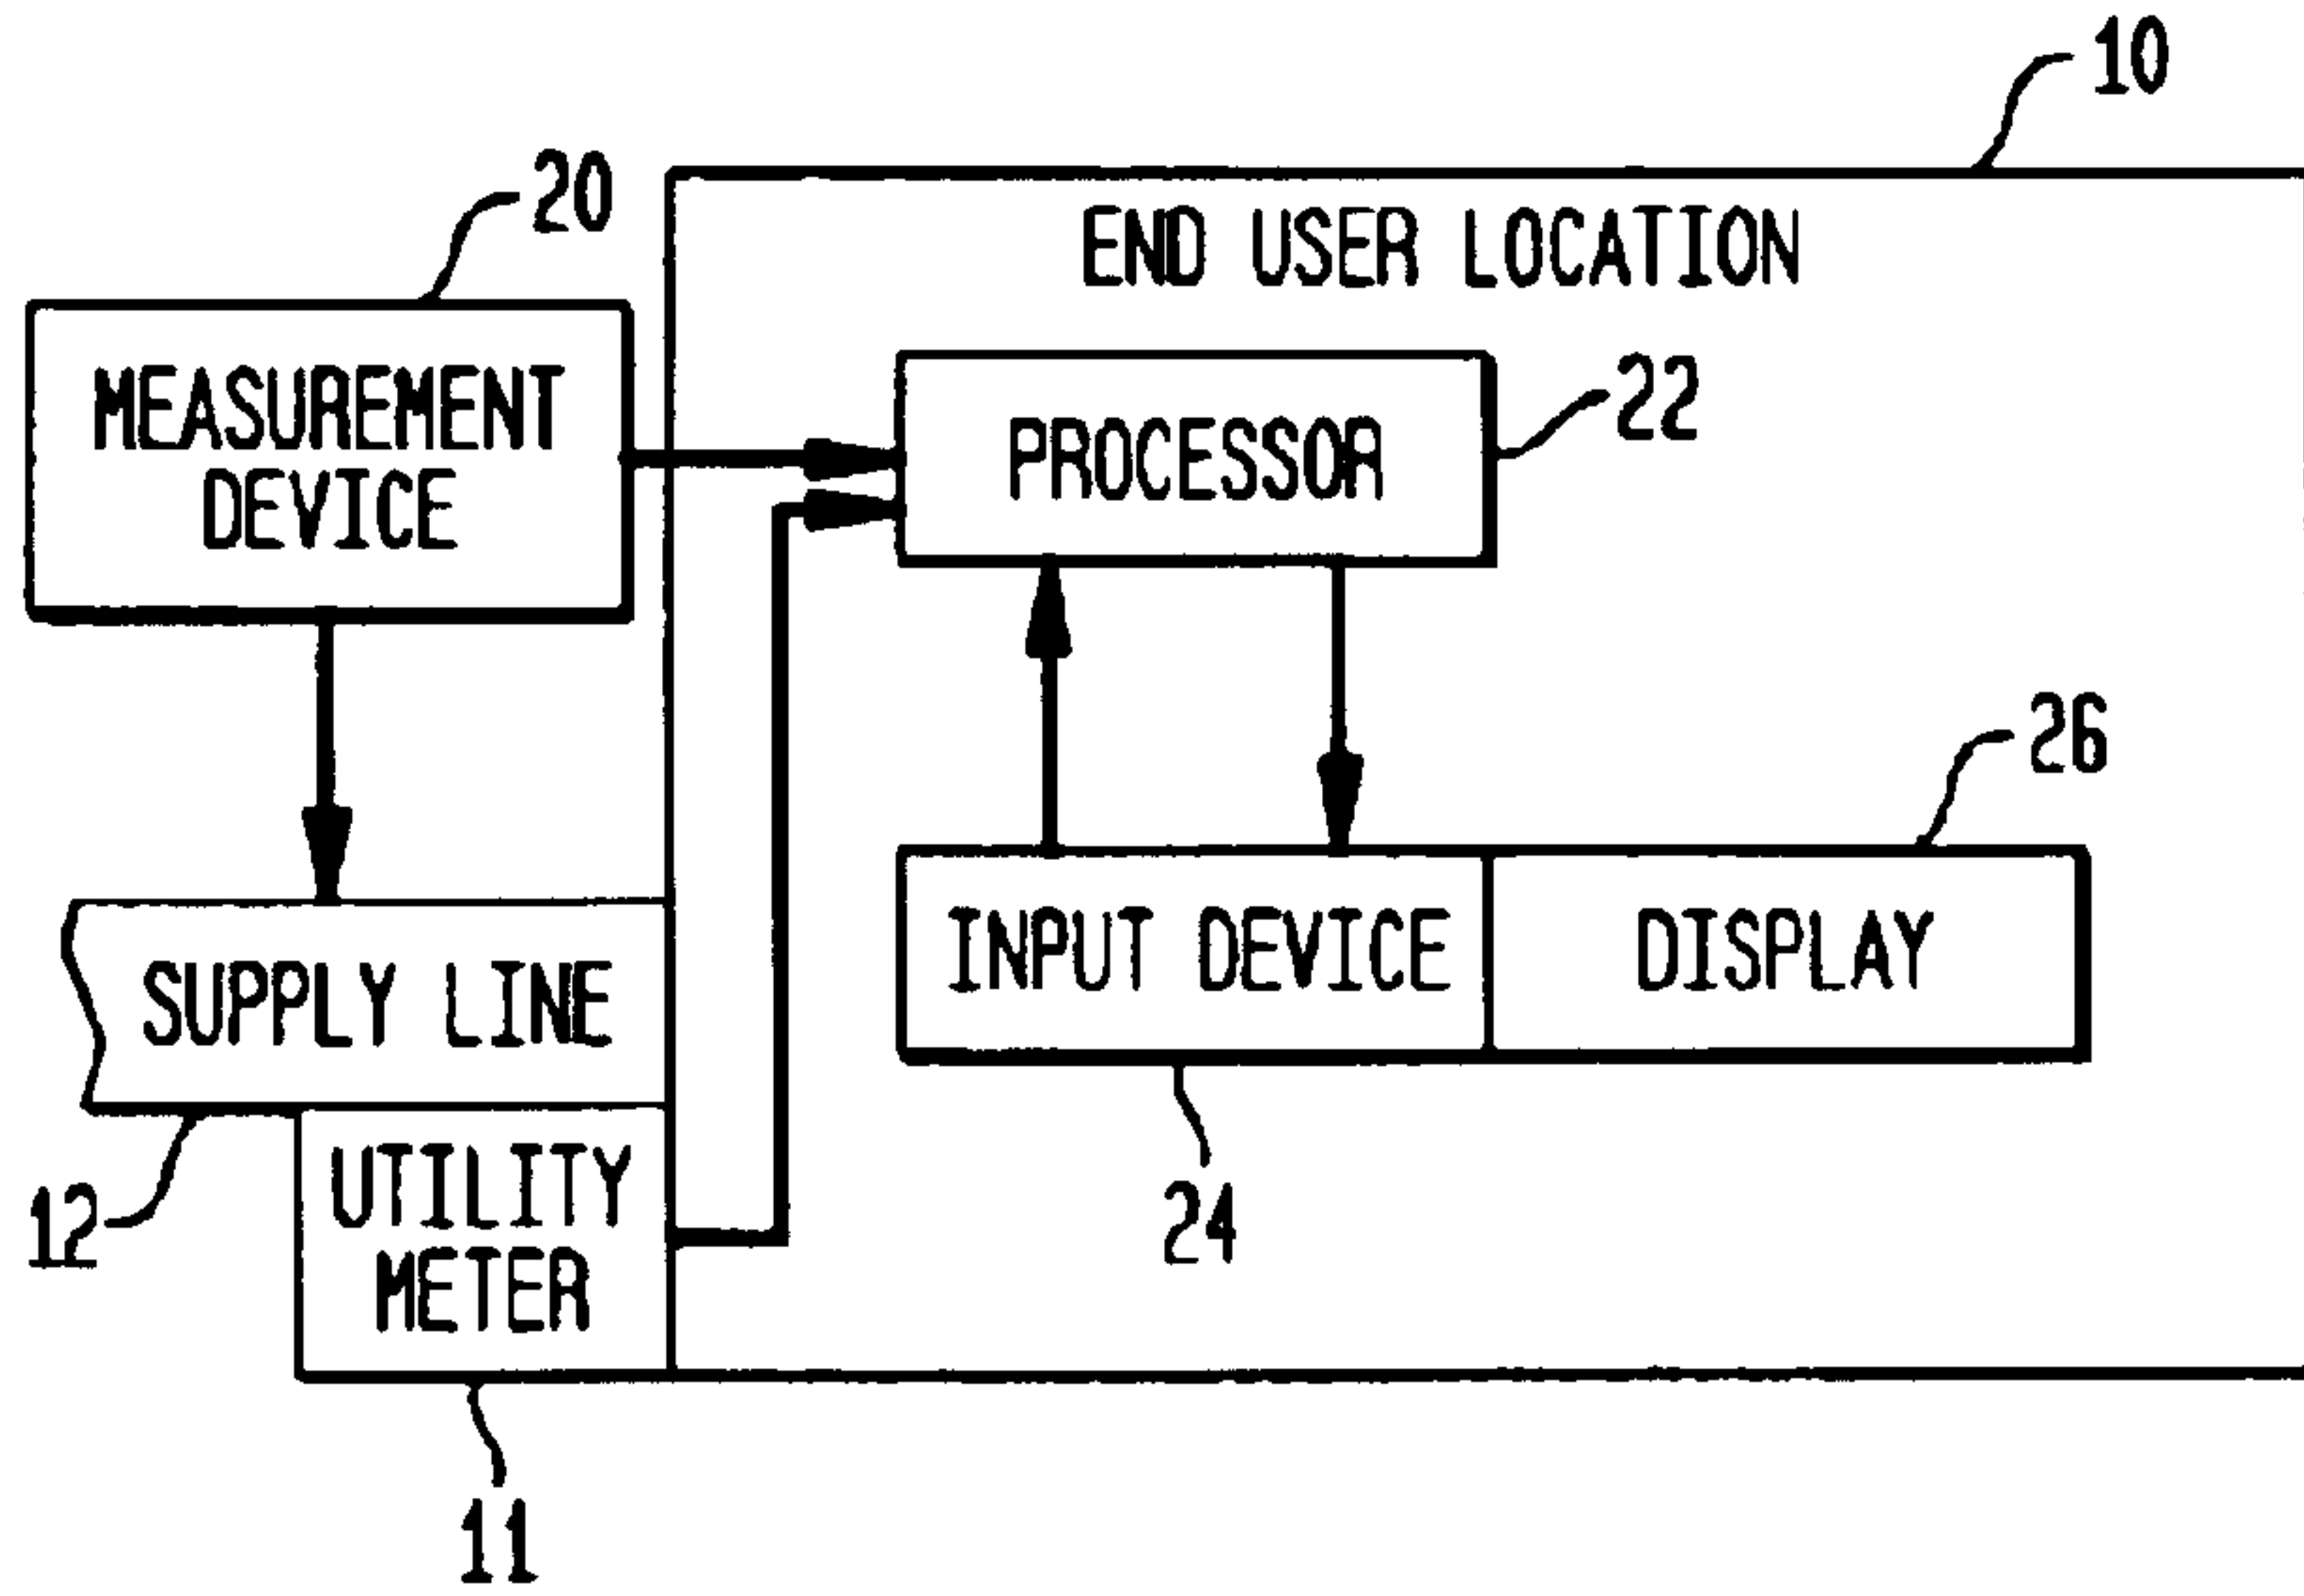 10
20
END USER LOCATION
MEASUREMENT
DEVICE
22
PROCESSOR
26
INPUT DEVICE
DISPLAY
SUPPLY LINE
12
UTILITY
METER
24
11